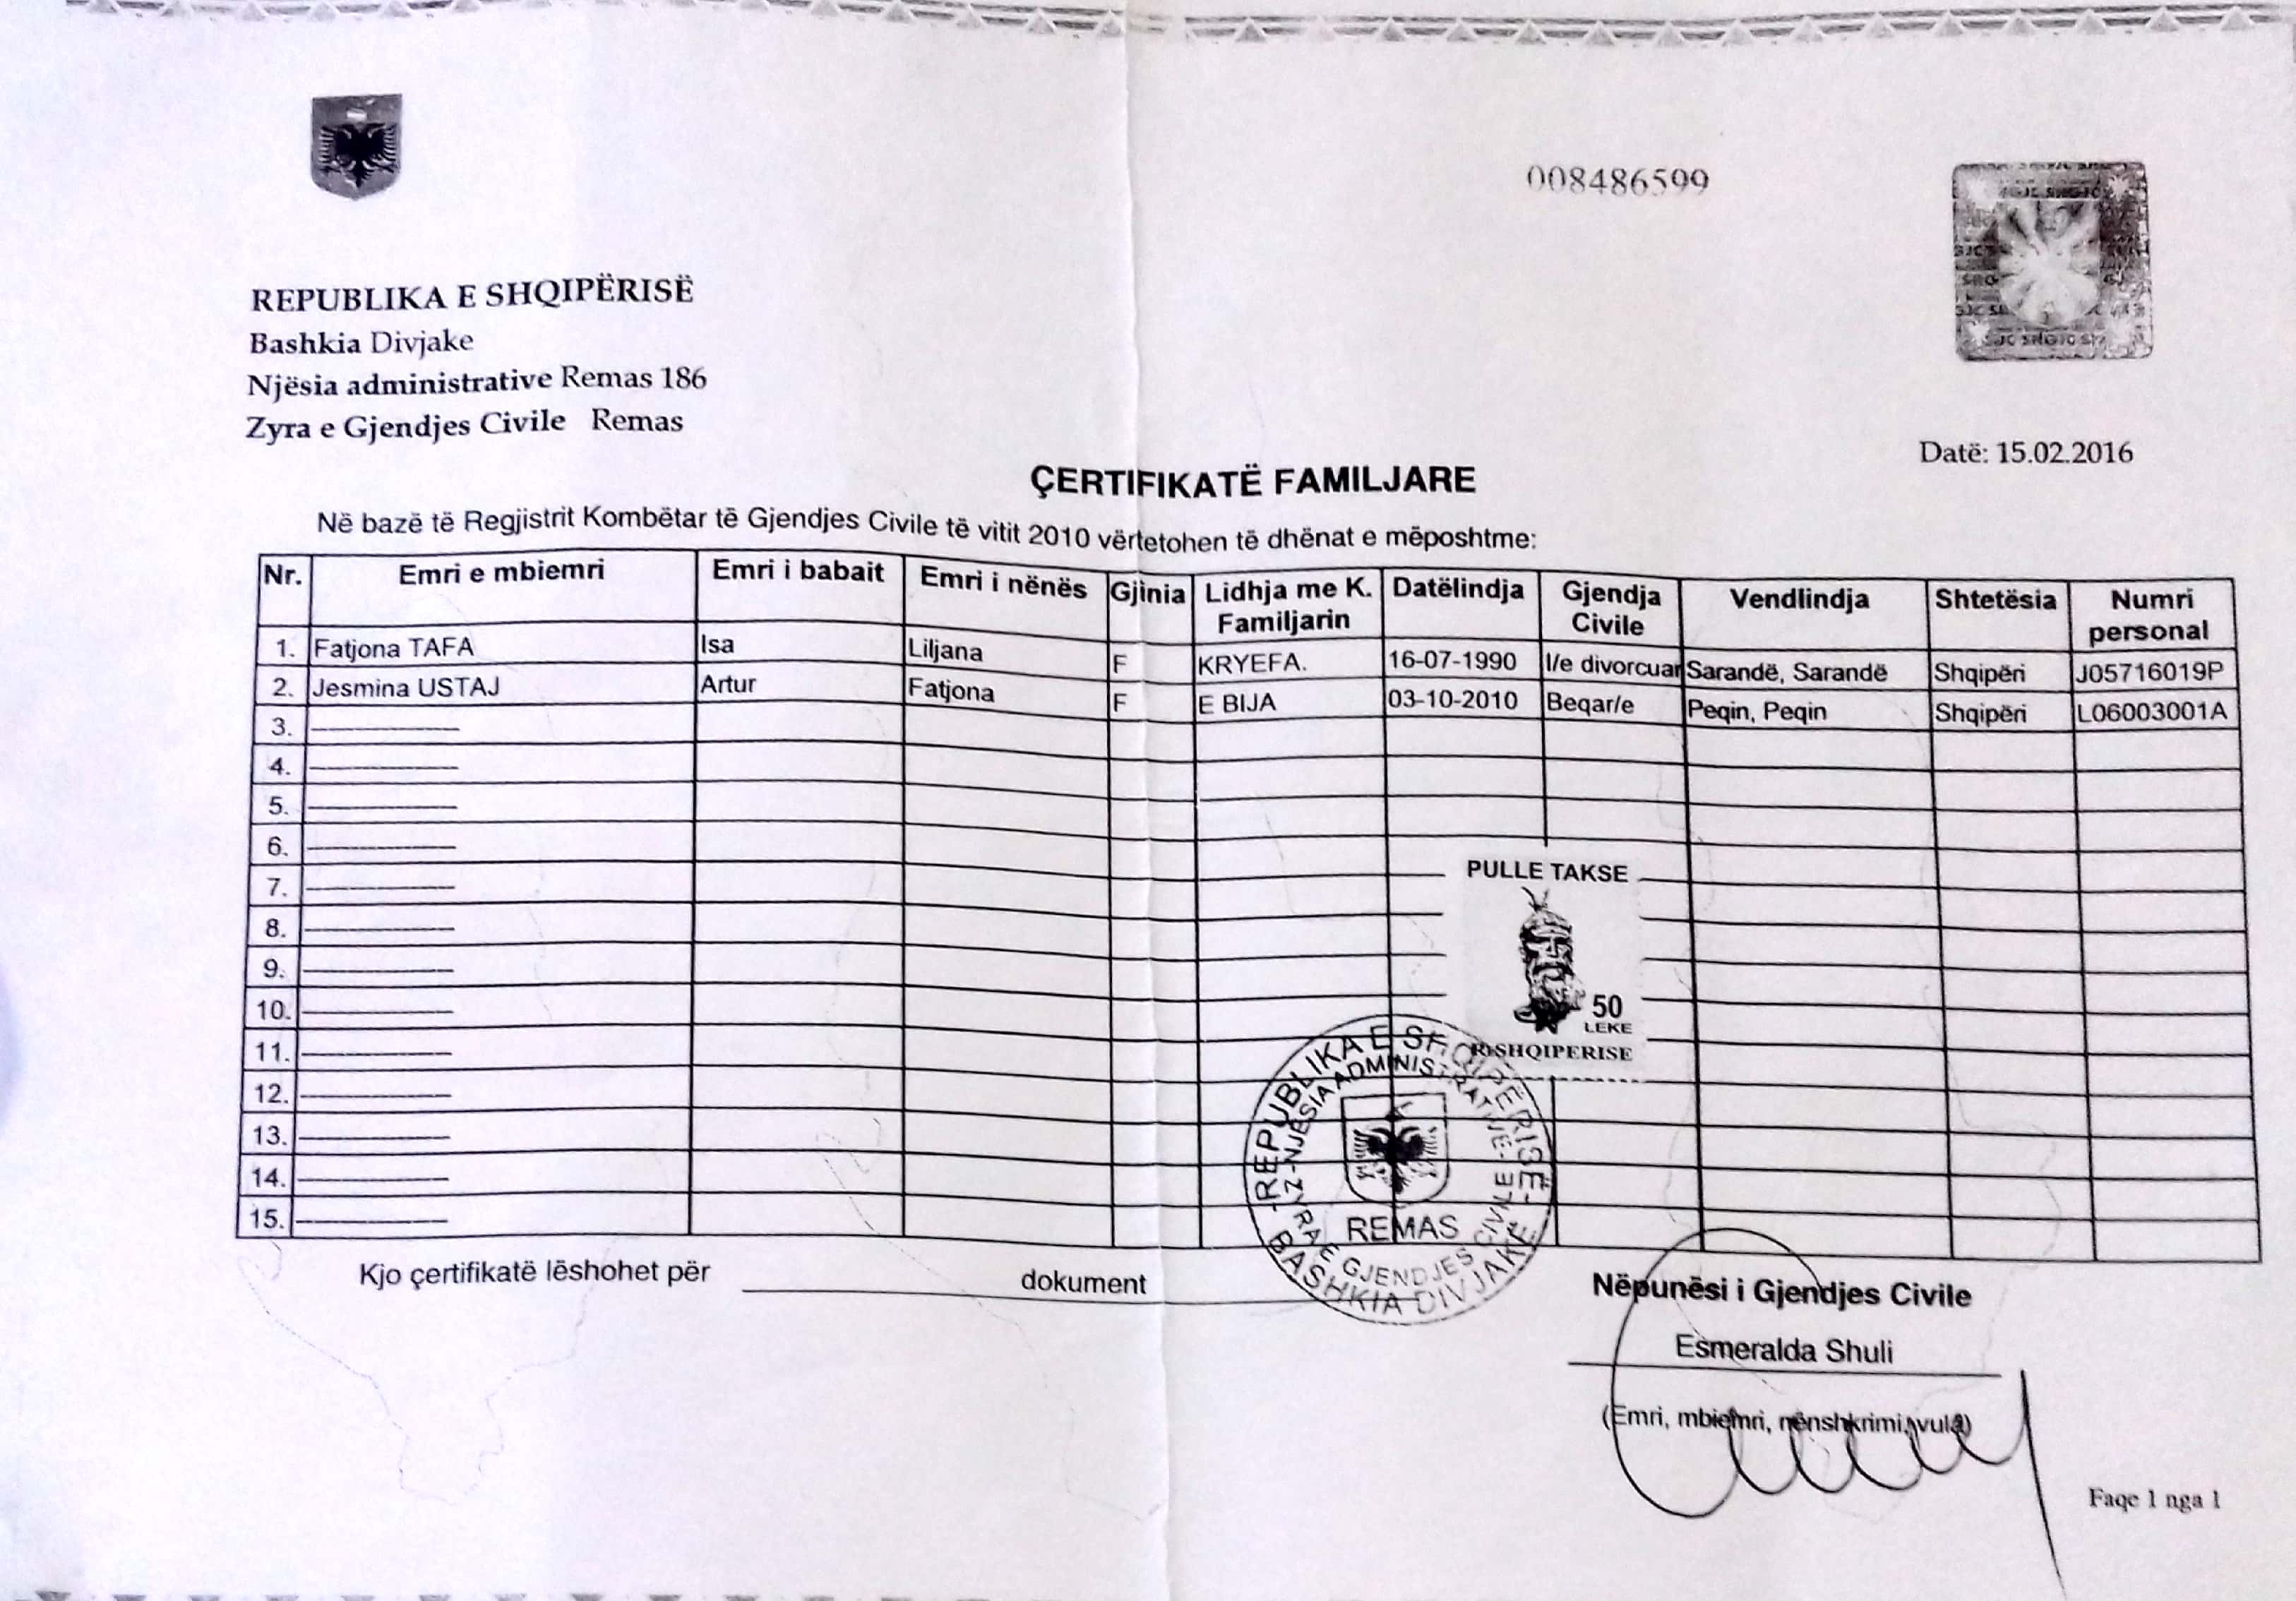 008486599
REPUBLIKA E SHQIPËRISË
Bashkia Divjake
Njësia administrative Remas 186
Zyra e Gjendjes Civile Remas
Datë: 15.02.2016
ÇERTIFIKATË FAMILJARE
Në bazë të Regjistrit Kombëtar të Gjendjes Civile të vitit 2010 vërtetohen të dhënat e mëposhtme:
Nr. Emri e mbiemri Emri i babait Emri i nënës Gjinia Lidhja me K. Familjarin Datëlindja Gjendja Civile Vendlindja Shtetësia Numri personal
1. Fatjona TAFA Isa Liljana F KRYEFA. 16-07-1990 I/e divorcuar Sarandë, Sarandë Shqipëri J05716019P
2. Jesmina USTAJ Artur Fatjona F E BIJA 03-10-2010 Beqar/e Peqin, Peqin Shqipëri L06003001A
3.
4.
5.
6.
7.
8.
9.
10.
11.
12.
13.
14.
15.
PULLE TAKSE
50
LEKE
R SHQIPERISE
-REPUBLIKA E SHQIPËRISË-
BASHKIA DIVJAKË
-NJËSIA ADMINISTRATIVE-
ZYRA E GJENDJES CIVILE
REMAS
Kjo çertifikatë lëshohet për dokument
Nëpunësi i Gjendjes Civile
Esmeralda Shuli
(Emri, mbiemri, nënshkrimi, vula)
Faqe 1 nga 1